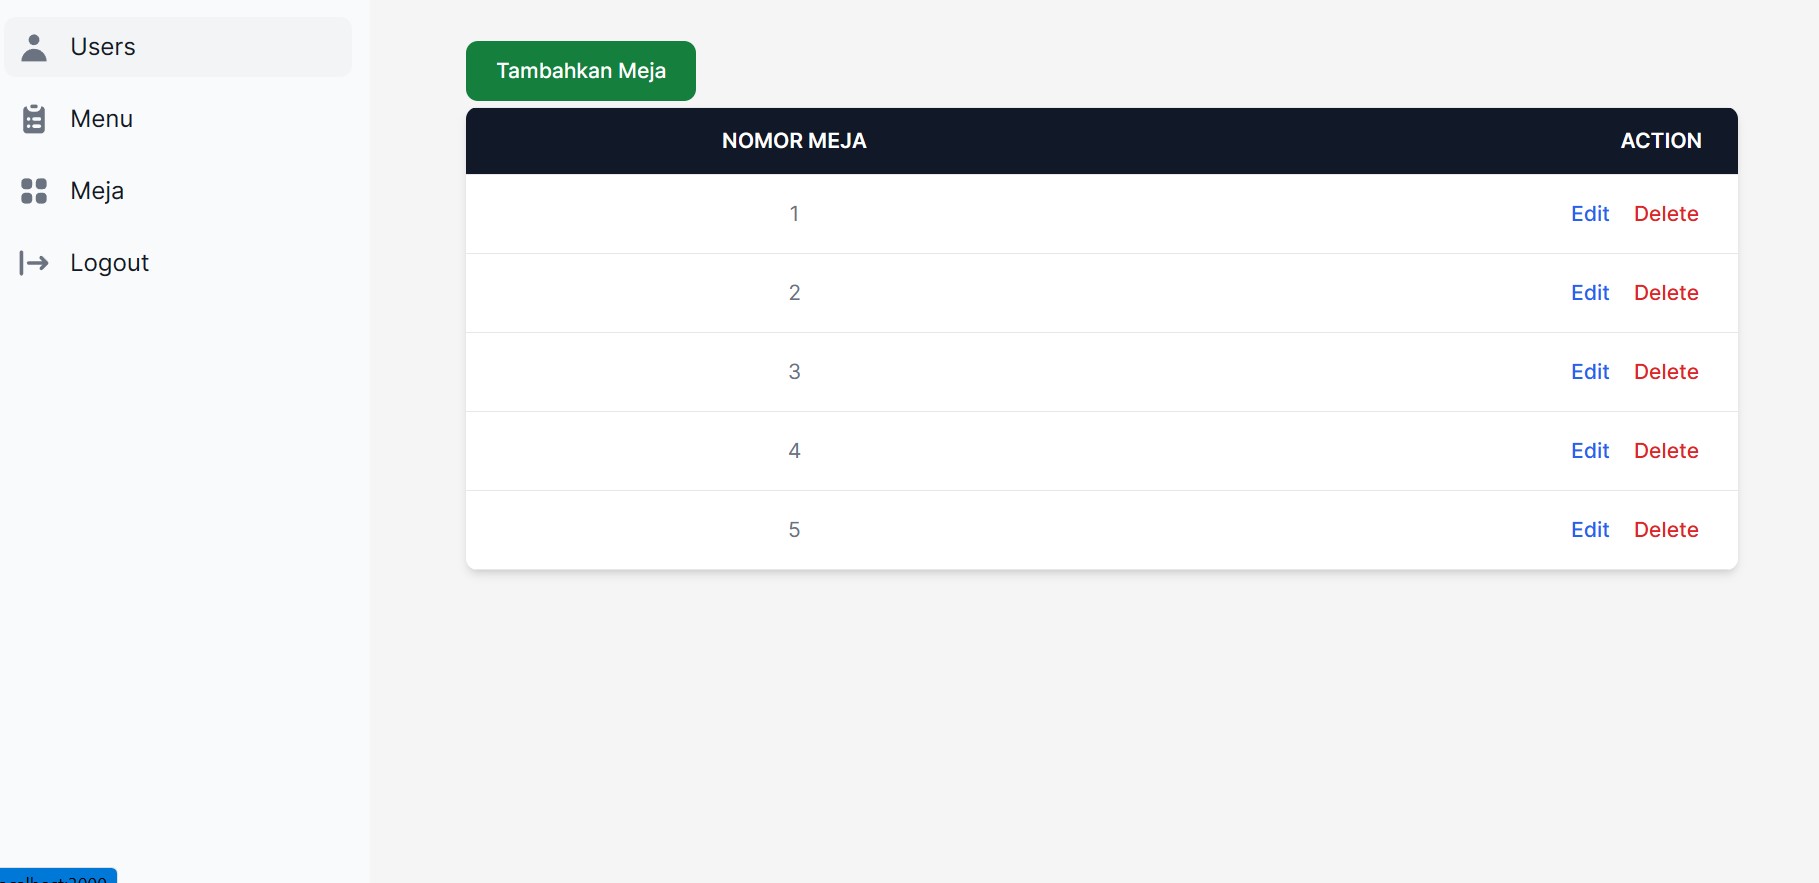 Users
Menu
Meja
Logout
Tambahkan Meja
NOMOR MEJA ACTION
1 Edit Delete
2 Edit Delete
3 Edit Delete
4 Edit Delete
5 Edit Delete